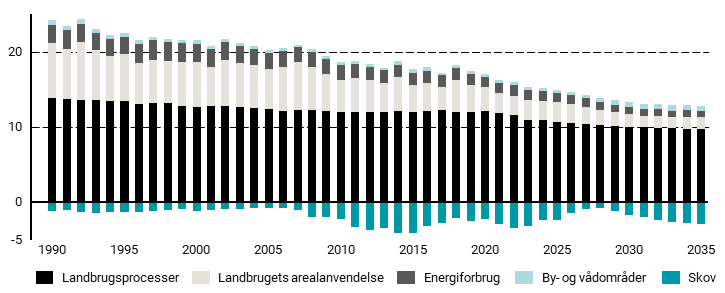 20
10
0
-5
1990 1995 2000 2005 2010 2015 2020 2025 2030 2035
Landbrugsprocesser Landbrugets arealanvendelse Energiforbrug By- og vådområder Skov